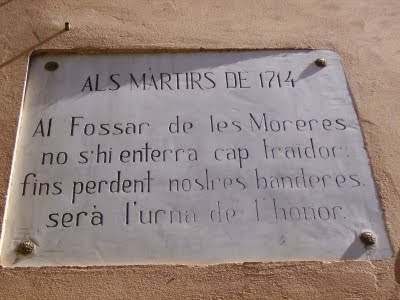 ALS MÀRTIRS DE 1714
Al Fossar de les Moreres
no s'hi enterra cap traïdor:
fins perdent nostres banderes
serà l'urna de l'honor.